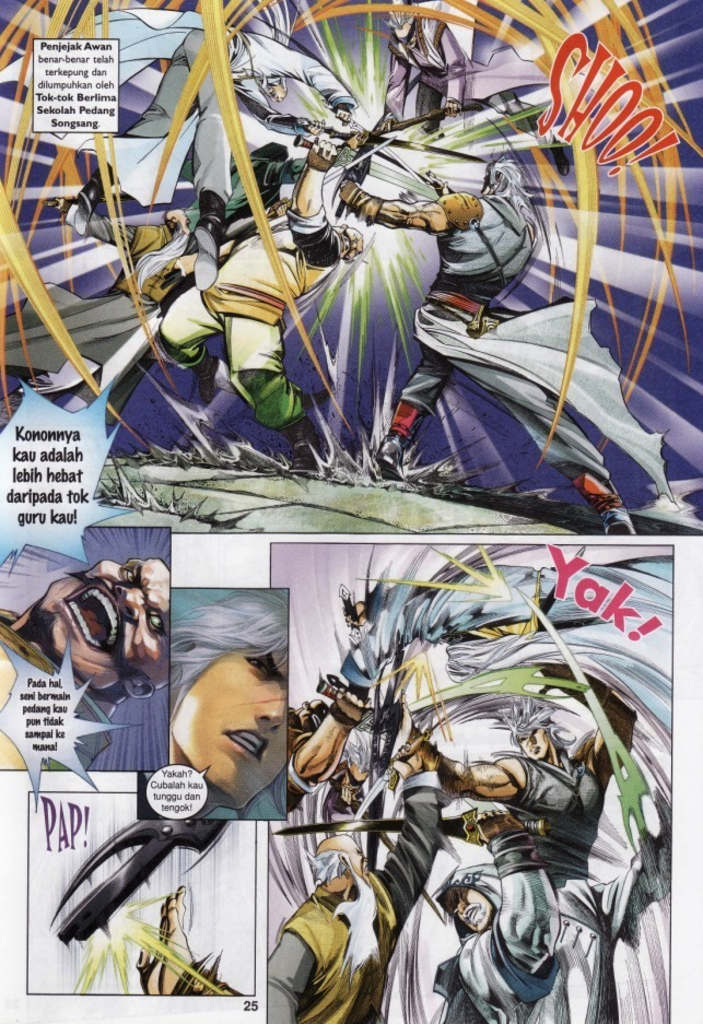 Penjejak Awan
benar-benar telah
terkepung dan
dilumpuhkan oleh
Tok-tok Berlima
Sekolah Pedang
Songsang.
SHOO!
Kononnya
kau adalah
lebih hebat
daripada tok
guru kau!
Pada hal,
seni bermain
pedang kau
pun tidak
sampai ke
mana!
Yakah?
Cubalah kau
tunggu dan
tengok!
Yak!
PAP!
25